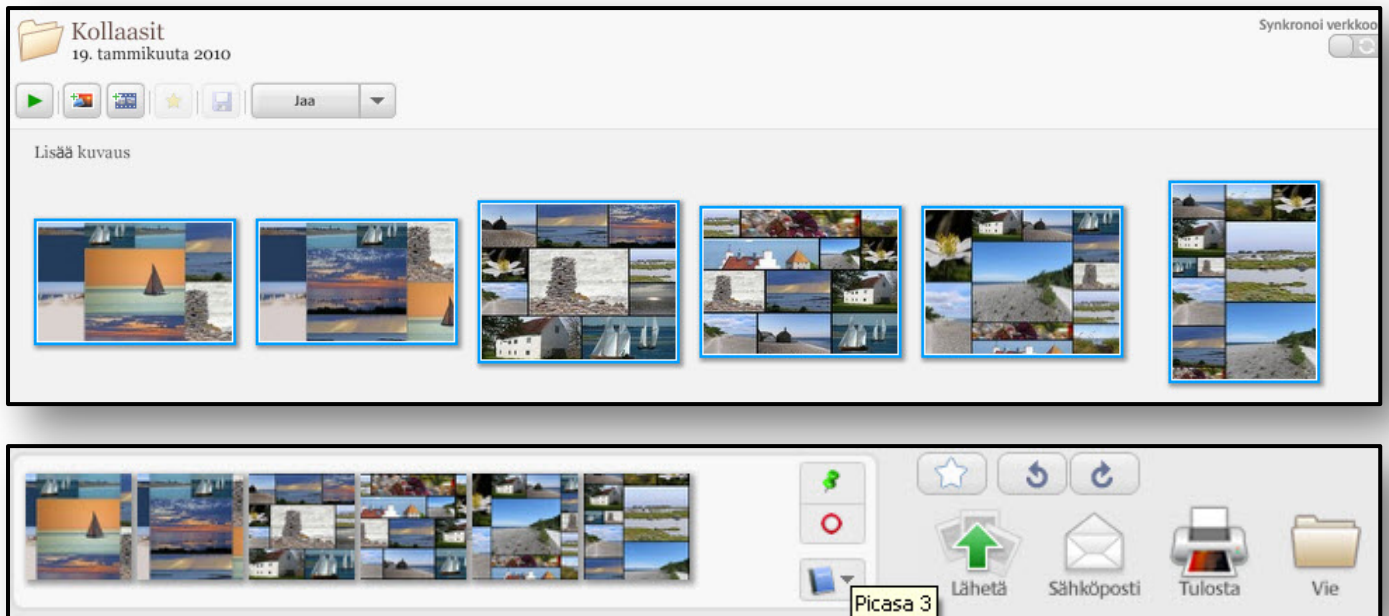 Kollaasit
19. tammikuuta 2010
Synkronoi verkkoo
Jaa
Lisää kuvaus
Lähetä
Sähköposti
Tulosta
Vie
Picasa 3